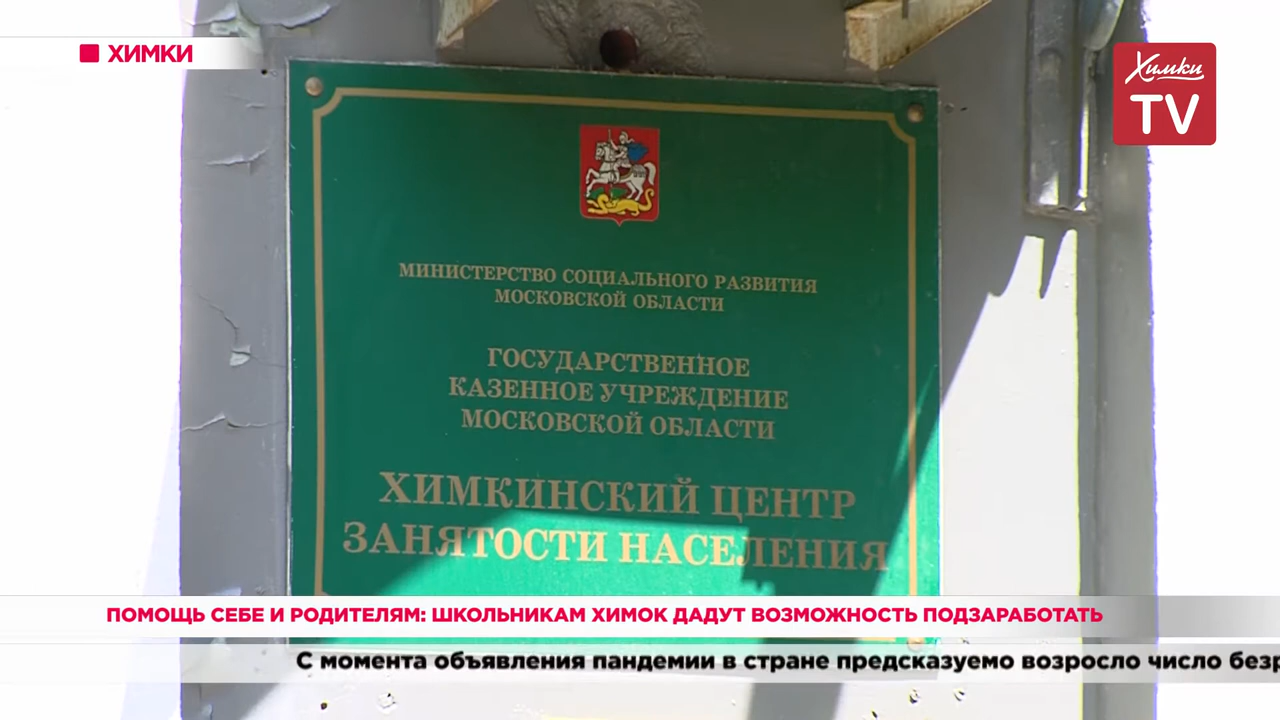 ХИМКИ
Химки
TV
МИНИСТЕРСТВО СОЦИАЛЬНОГО РАЗВИТИЯ
МОСКОВСКОЙ ОБЛАСТИ
ГОСУДАРСТВЕННОЕ
КАЗЕННОЕ УЧРЕЖДЕНИЕ
МОСКОВСКОЙ ОБЛАСТИ
ХИМКИНСКИЙ ЦЕНТР
ЗАНЯТОСТИ НАСЕЛЕНИЯ
ПОМОЩЬ СЕБЕ И РОДИТЕЛЯМ: ШКОЛЬНИКАМ ХИМОК ДАДУТ ВОЗМОЖНОСТЬ ПОДЗАРАБОТАТЬ
С момента объявления пандемии в стране предсказуемо возросло число безр